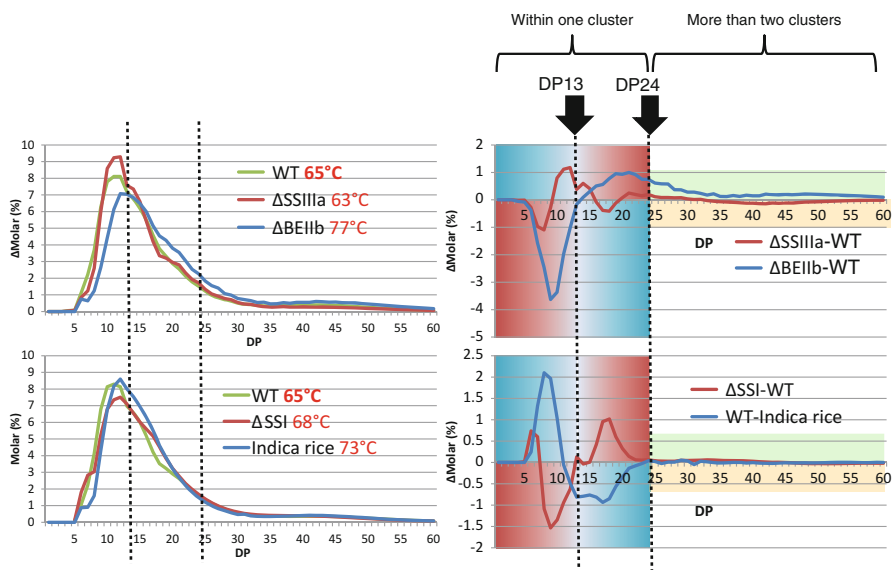 Within one cluster
More than two clusters
DP13
DP24
ΔMolar (%)
10
9
8
7
6
5
4
3
2
1
0
WT 65°C
ΔSSIIIa 63°C
ΔBEIIb 77°C
5 10 15 20 25 30 35 40 45 50 55 60
DP
ΔMolar (%)
2
1
0
-1
-2
-3
-4
-5
0 5 10 15 20 25 30 35 40 45 50 55 60
DP
ΔSSIIIa-WT
ΔBEIIb-WT
Molar (%)
10
9
8
7
6
5
4
3
2
1
0
WT 65°C
ΔSSI 68°C
Indica rice 73°C
5 10 15 20 25 30 35 40 45 50 55 60
DP
ΔMolar (%)
2.5
2
1.5
1
0.5
0
-0.5
-1
-1.5
-2
ΔSSI-WT
WT-Indica rice
0 5 10 15 20 25 30 35 40 45 50 55 60
DP